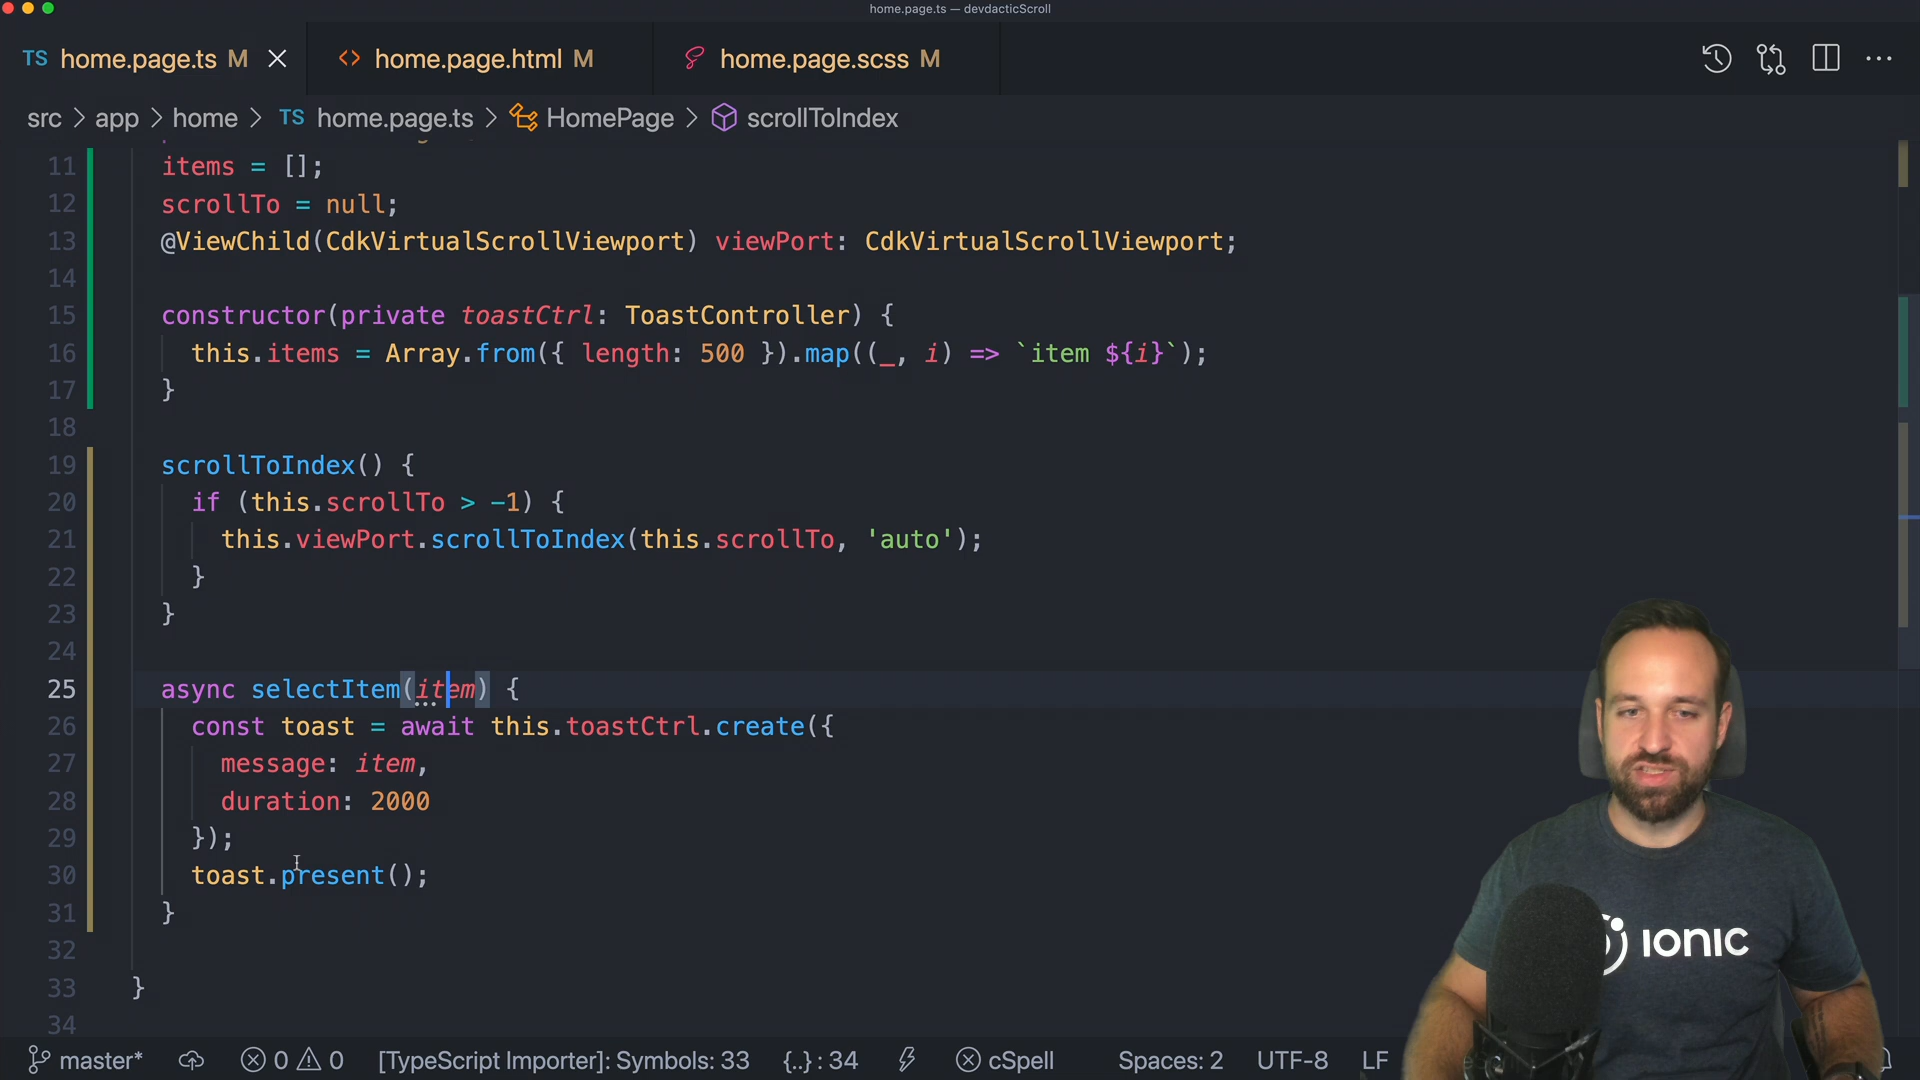 home.page.ts — devdacticScroll
TS home.page.ts M home.page.html M home.page.scss M
src > app > home > TS home.page.ts > HomePage > scrollToIndex
11 items = [];
12 scrollTo = null;
13 @ViewChild(CdkVirtualScrollViewport) viewPort: CdkVirtualScrollViewport;
14
15 constructor(private toastCtrl: ToastController) {
16 this.items = Array.from({ length: 500 }).map((_, i) => `item ${i}`);
17 }
18
19 scrollToIndex() {
20 if (this.scrollTo > -1) {
21 this.viewPort.scrollToIndex(this.scrollTo, 'auto');
22 }
23 }
24
25 async selectItem(item) {
26 const toast = await this.toastCtrl.create({
27 message: item,
28 duration: 2000
29 });
30 toast.present();
31 }
32
33 }
34
IONIC
master* 0 0 [TypeScript Importer]: Symbols: 33 {..} : 34 cSpell Spaces: 2 UTF-8 LF